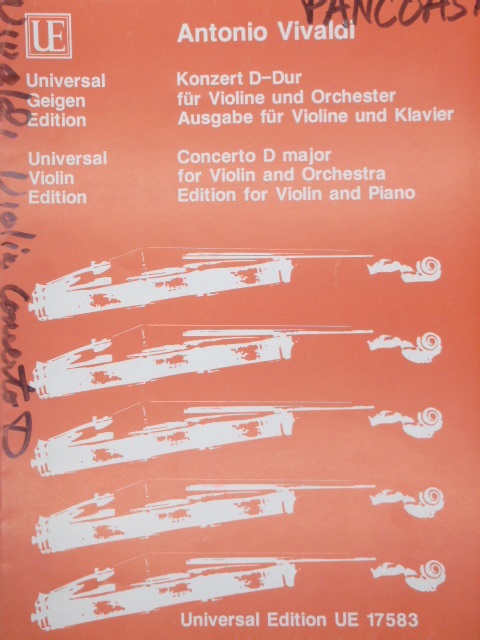 PANCOAST
UE
Antonio Vivaldi
Universal
Geigen
Edition
Konzert D-Dur
für Violine und Orchester
Ausgabe für Violine und Klavier
Universal
Violin
Edition
Concerto D major
for Violin and Orchestra
Edition for Violin and Piano
Vivaldi, Violin Concerto D
Universal Edition UE 17583